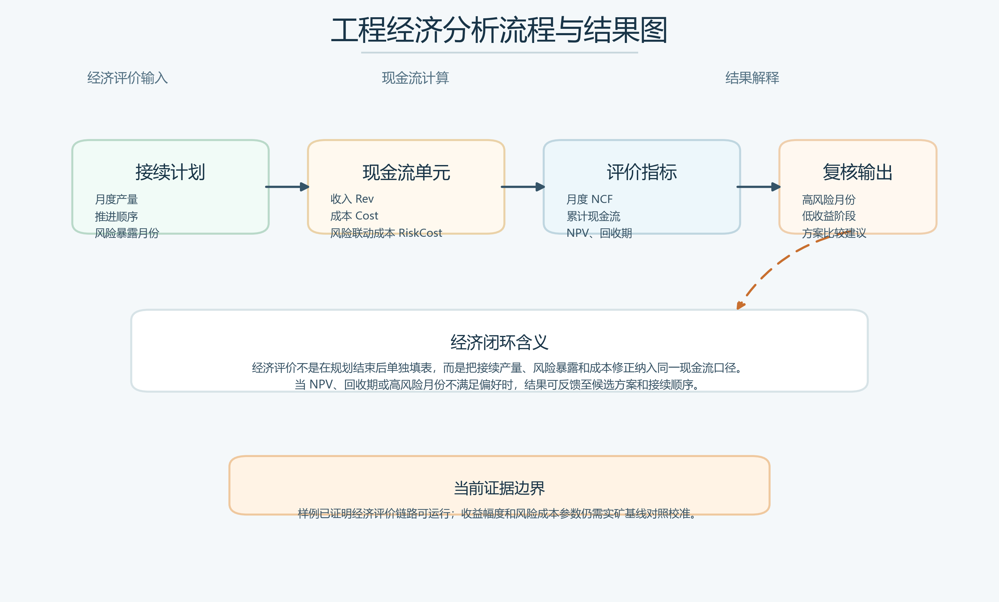 工程经济分析流程与结果图
经济评价输入
现金流计算
结果解释
接续计划
月度产量
推进顺序
风险暴露月份
现金流单元
收入 Rev
成本 Cost
风险联动成本 RiskCost
评价指标
月度 NCF
累计现金流
NPV、回收期
复核输出
高风险月份
低收益阶段
方案比较建议
经济闭环含义
经济评价不是在规划结束后单独填表，而是把接续产量、风险暴露和成本修正纳入同一现金流口径。
当 NPV、回收期或高风险月份不满足偏好时，结果可反馈至候选方案和接续顺序。
当前证据边界
样例已证明经济评价链路可运行；收益幅度和风险成本参数仍需实矿基线对照校准。